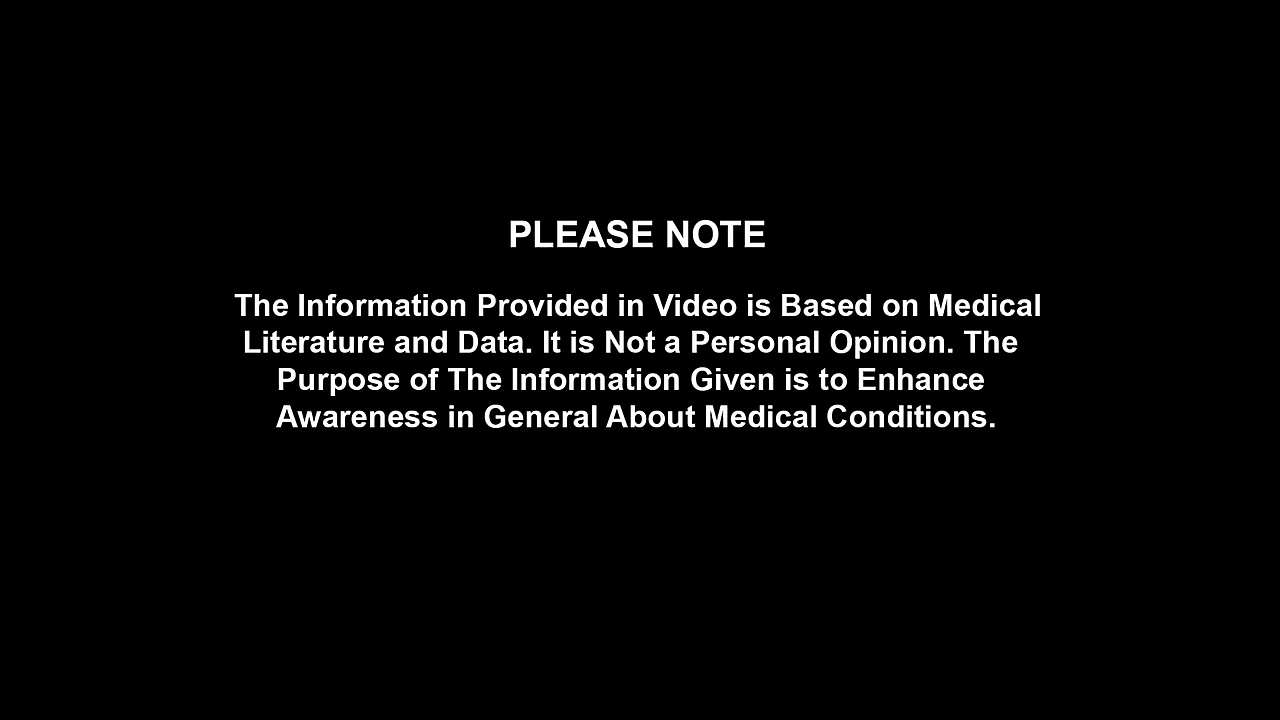 PLEASE NOTE
The Information Provided in Video is Based on Medical
Literature and Data. It is Not a Personal Opinion. The
Purpose of The Information Given is to Enhance
Awareness in General About Medical Conditions.